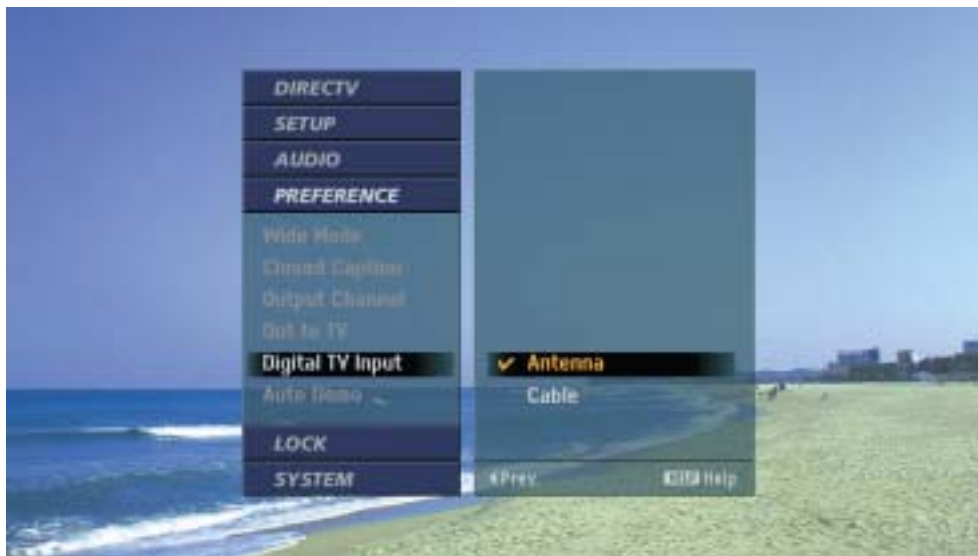 DIRECTV
SETUP
AUDIO
PREFERENCE
Wide Mode
Closed Caption
Output Channel
Out to TV
Digital TV Input
✔ Antenna
Auto Demo
Cable
LOCK
SYSTEM
Prev.
Help